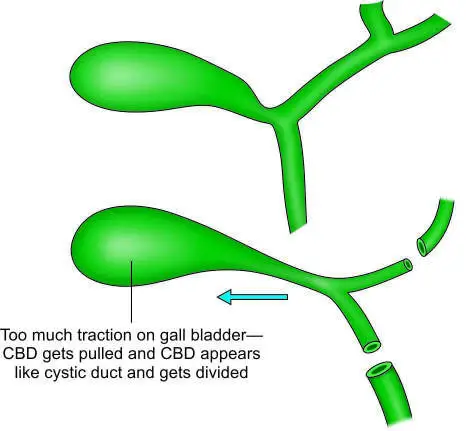 Too much traction on gall bladder—
CBD gets pulled and CBD appears
like cystic duct and gets divided